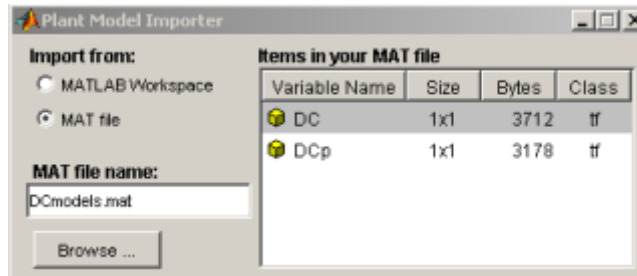 Plant Model Importer
Import from:
MATLAB Workspace
MAT file
MAT file name:
DCmodels.mat
Browse ...
Items in your MAT file
Variable Name Size Bytes Class
DC 1x1 3712 tf
DCp 1x1 3178 tf